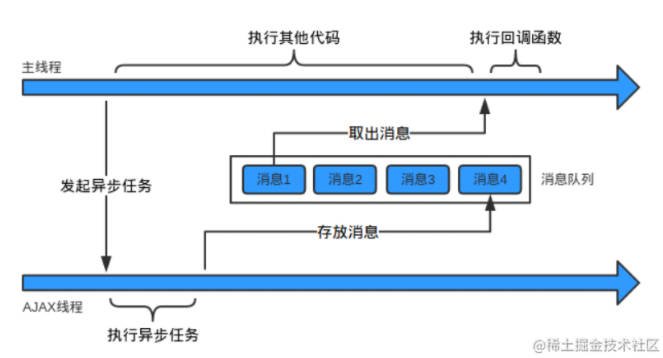 执行其他代码
执行回调函数
主线程
取出消息
消息1
消息2
消息3
消息4
消息队列
发起异步任务
存放消息
AJAX线程
执行异步任务
@稀土掘金技术社区